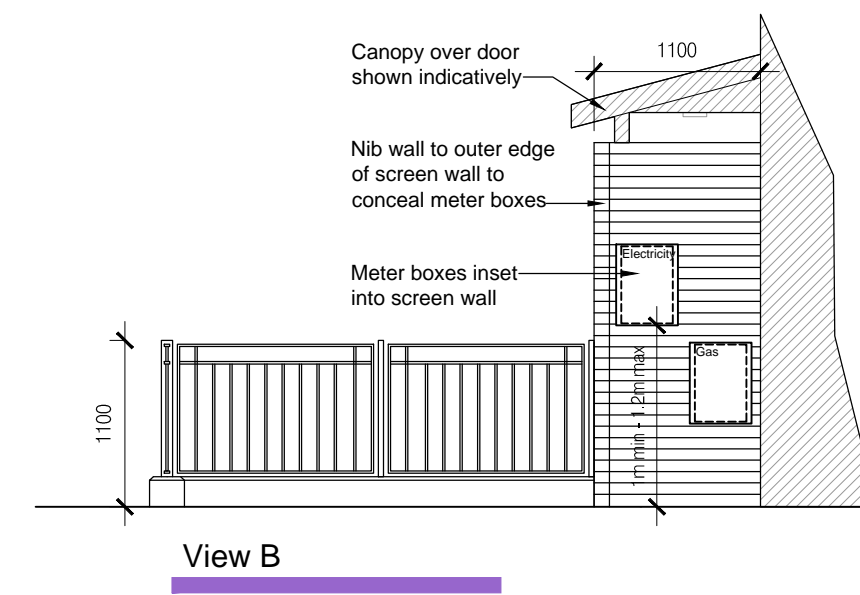 Canopy over door
shown indicatively
1100
Nib wall to outer edge
of screen wall to
conceal meter boxes
Electricity
Meter boxes inset
into screen wall
Gas
1m min - 1.2m max
1100
View B